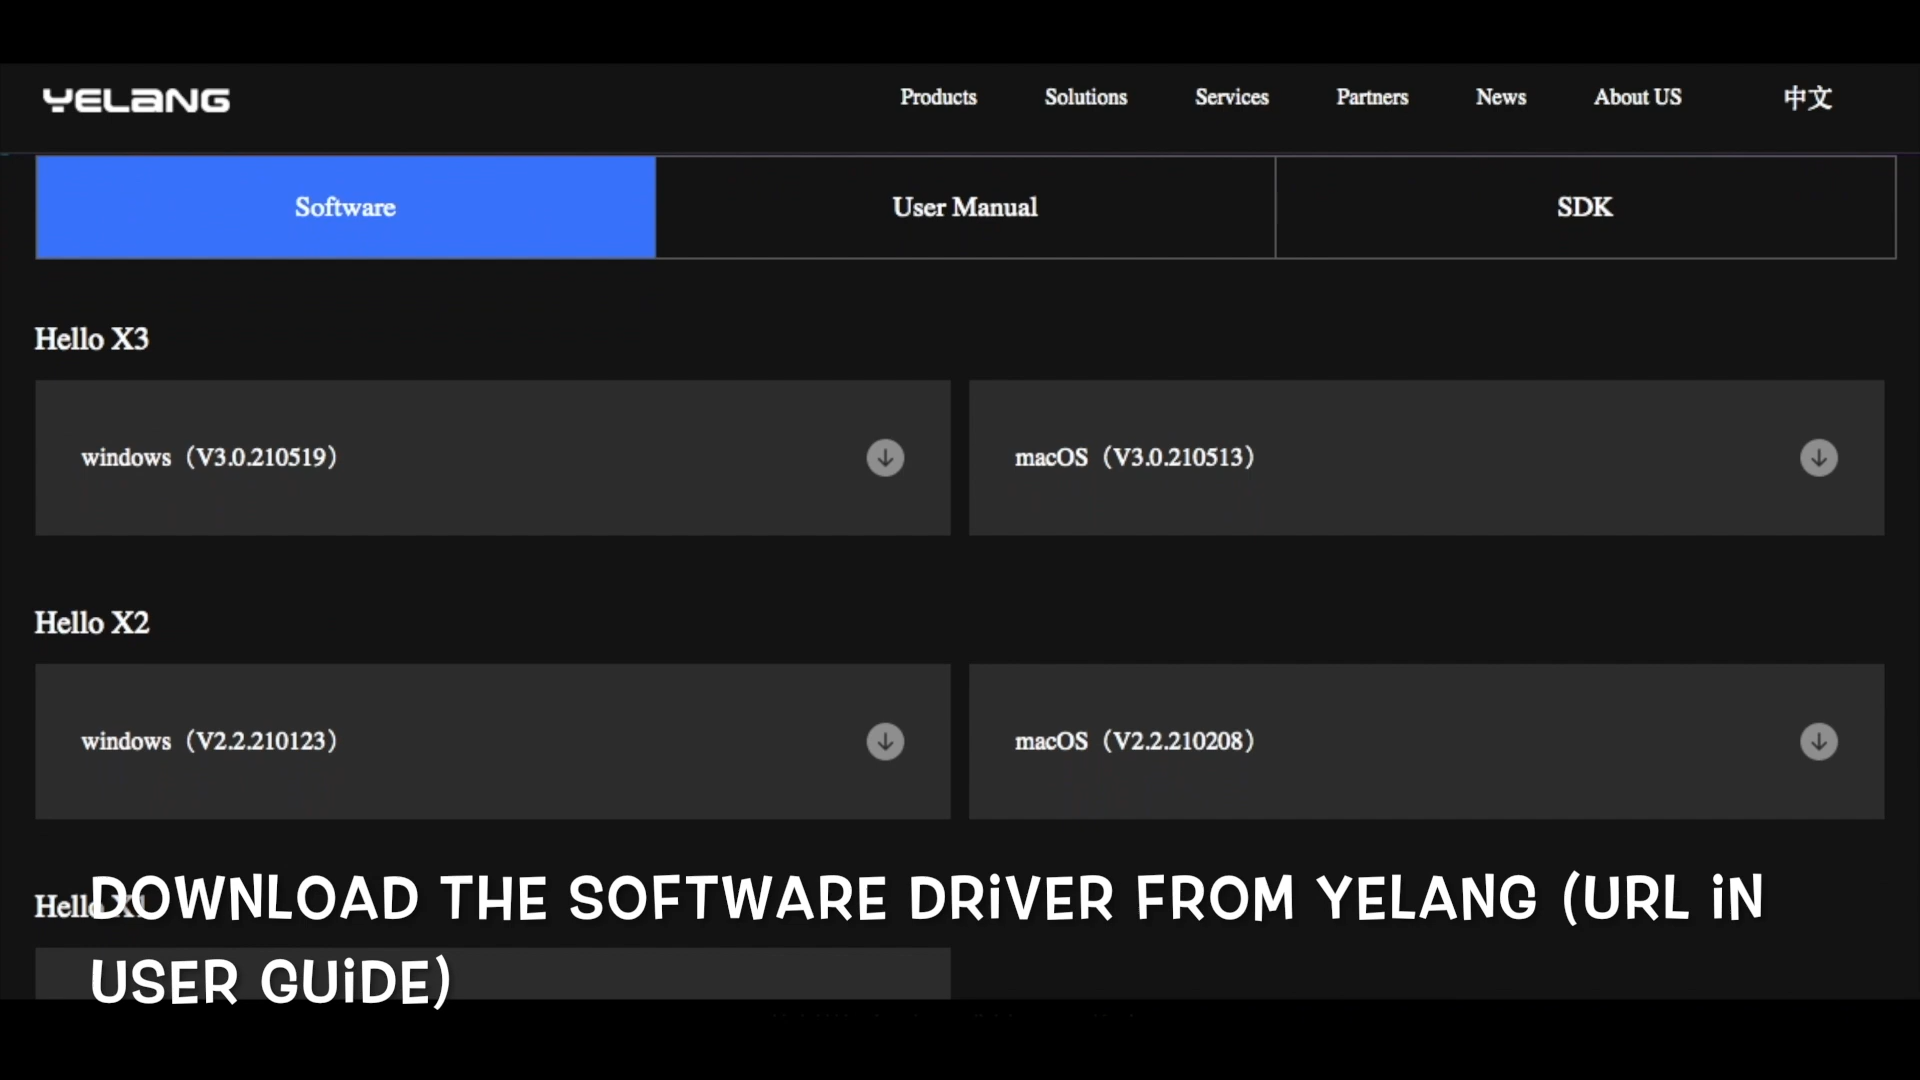 YELANG
Products Solutions Services Partners News About US 中文
Software User Manual SDK
Hello X3
windows（V3.0.210519） macOS（V3.0.210513）
Hello X2
windows（V2.2.210123） macOS（V2.2.210208）
Hello X1
DOWNLOAD THE SOFTWARE DRiVER FROM YELANG (URL iN
USER GUiDE)